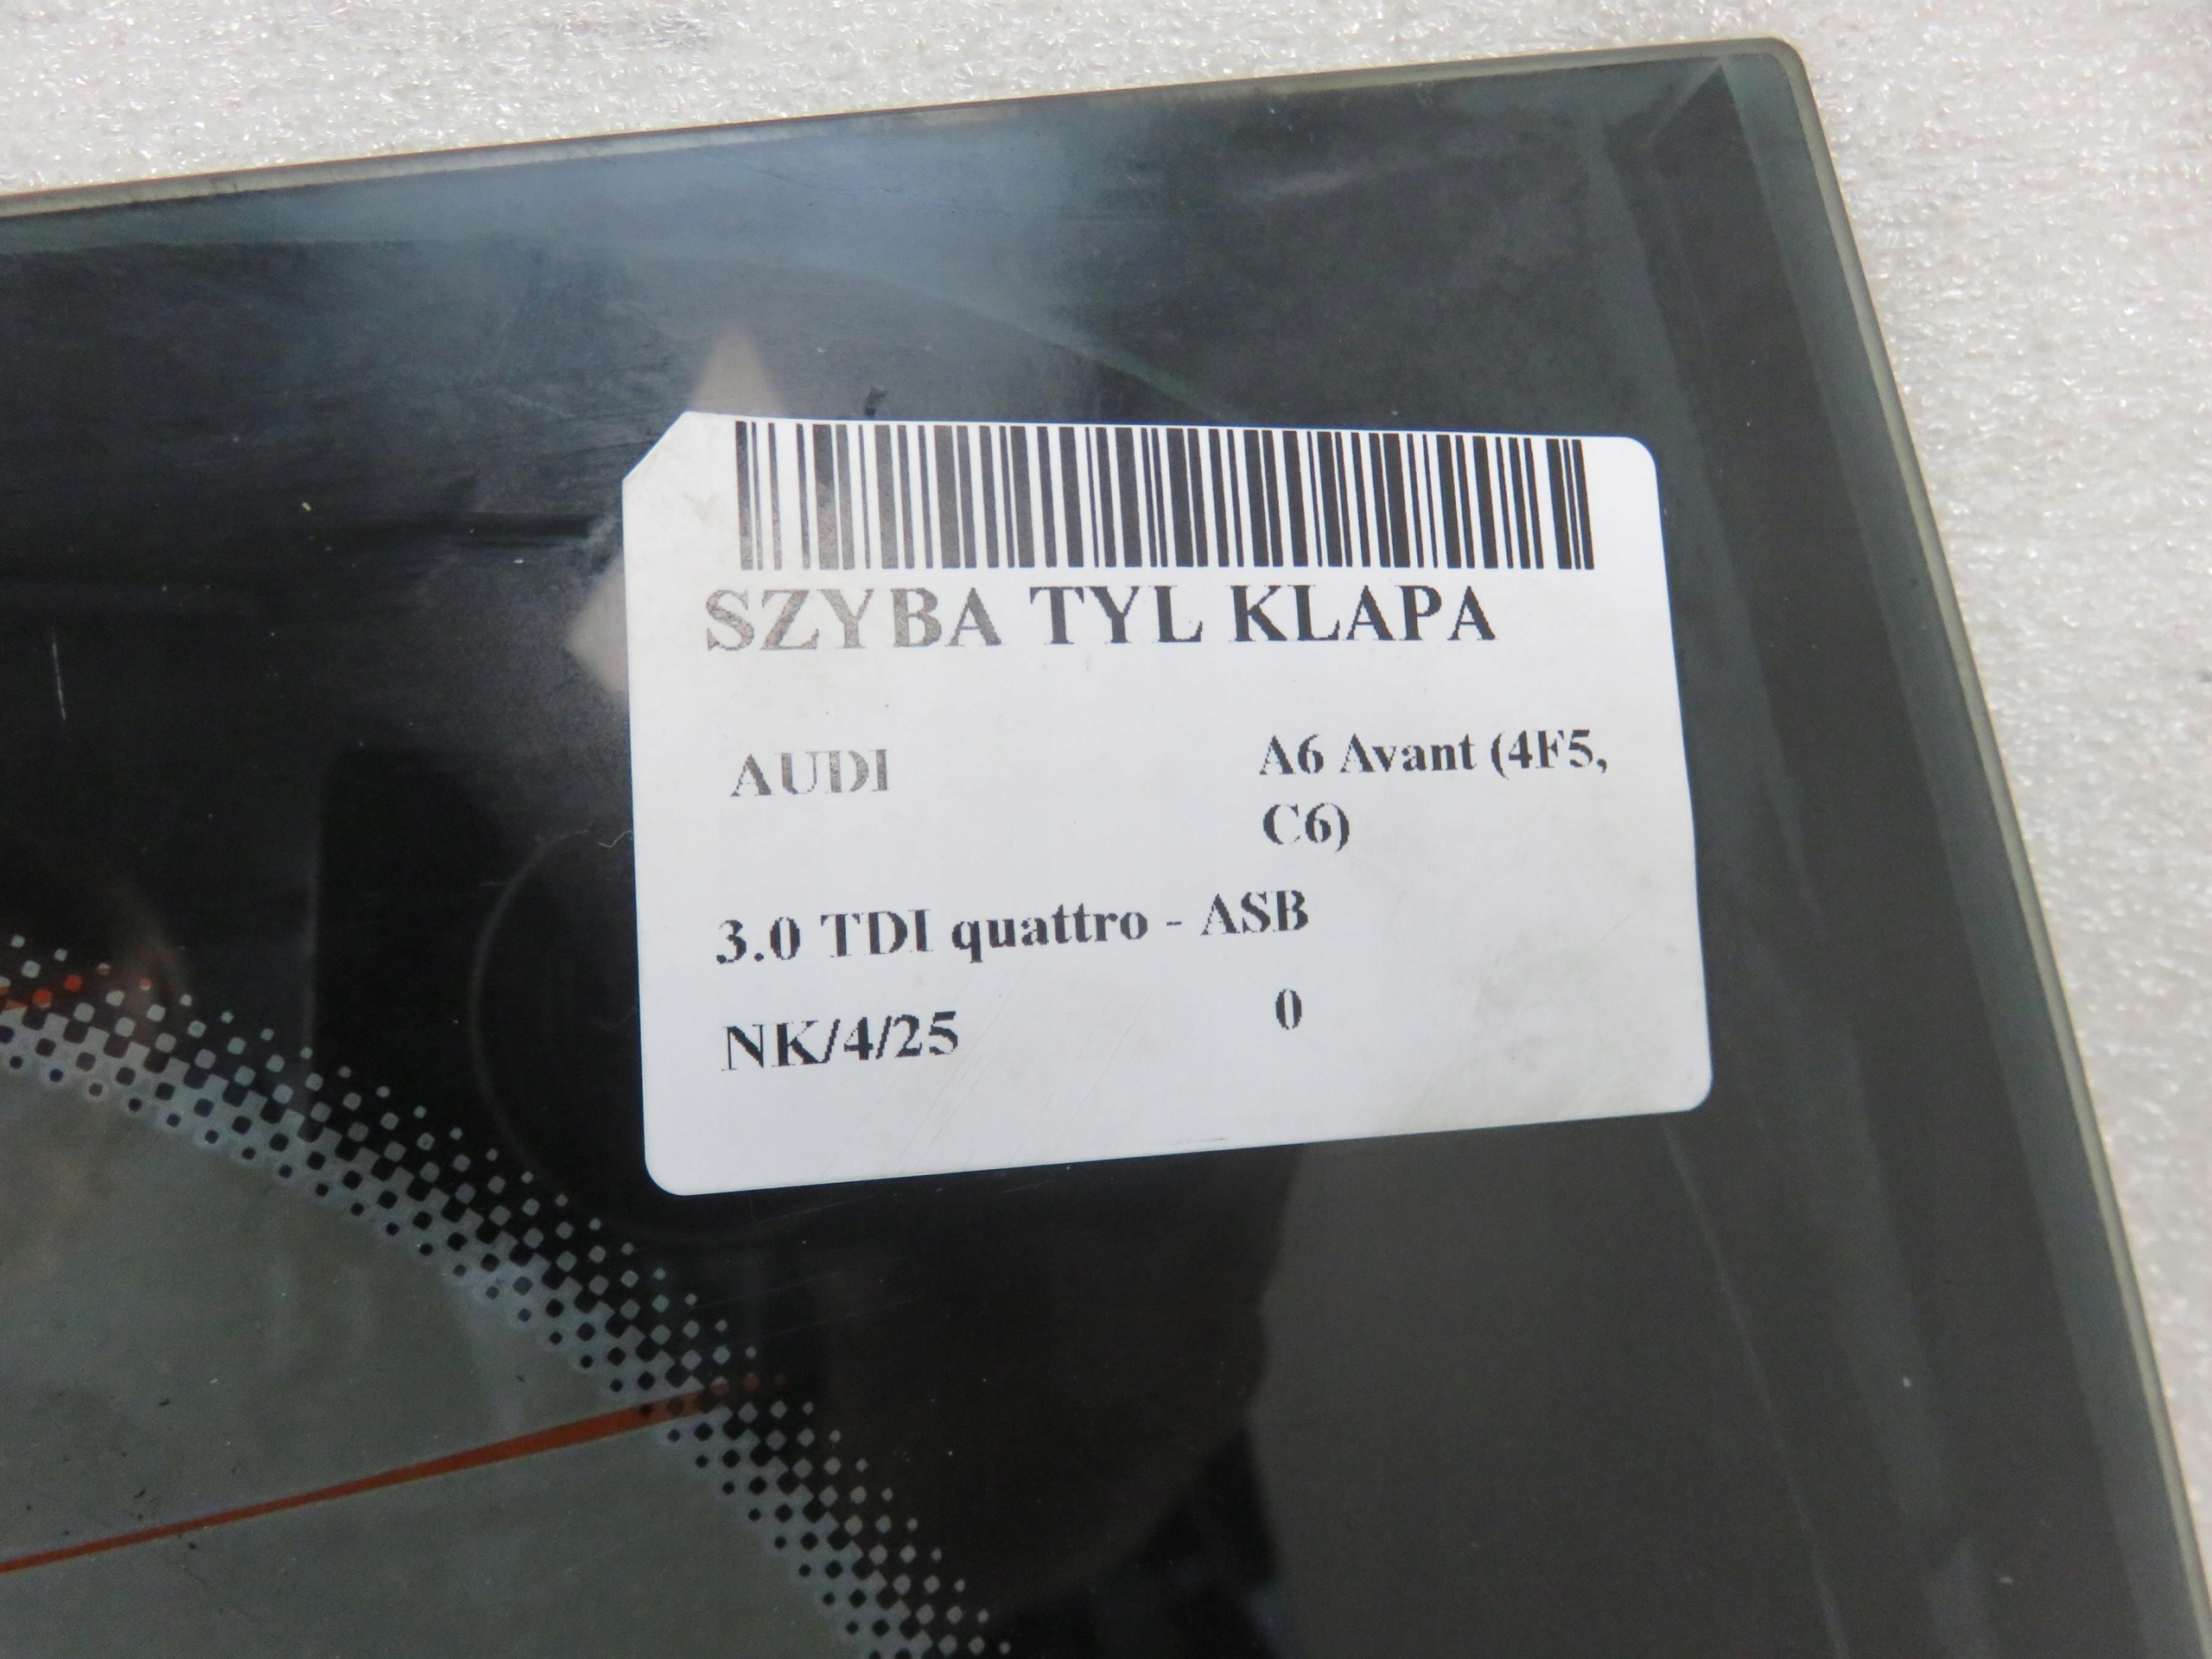 SZYBA TYL KLAPA
AUDI
A6 Avant (4F5,
C6)
3.0 TDI quattro - ASB
NK/4/25
0